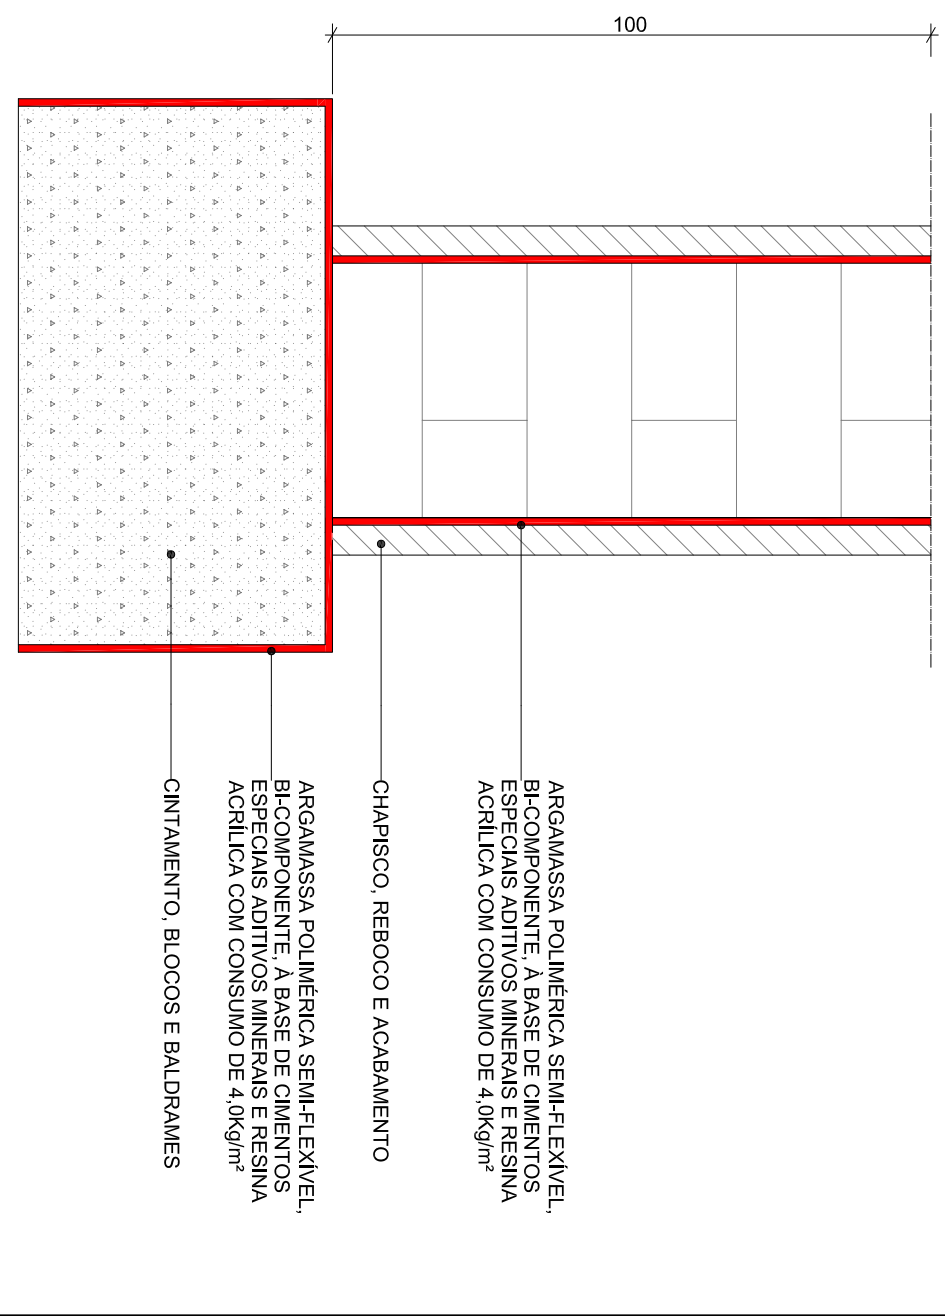 100
ARGAMASSA POLIMÉRICA SEMI-FLEXÍVEL,
BI-COMPONENTE, À BASE DE CIMENTOS
ESPECIAIS ADITIVOS MINERAIS E RESINA
ACRÍLICA COM CONSUMO DE 4,0Kg/m²
CHAPISCO, REBOCO E ACABAMENTO
ARGAMASSA POLIMÉRICA SEMI-FLEXÍVEL,
BI-COMPONENTE, À BASE DE CIMENTOS
ESPECIAIS ADITIVOS MINERAIS E RESINA
ACRÍLICA COM CONSUMO DE 4,0Kg/m²
CINTAMENTO, BLOCOS E BALDRAMES